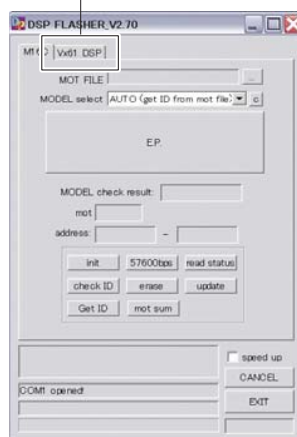 DSP FLASHER_V2.70
Vx61 DSP
MOT FILE
...
MODEL select AUTO (get ID from mot file) c
E.P.
MODEL check result:
mot
address: -
init 57600bps read status
check ID erase update
Get ID mot sum
speed up
CANCEL
COM1 opened!
EXIT